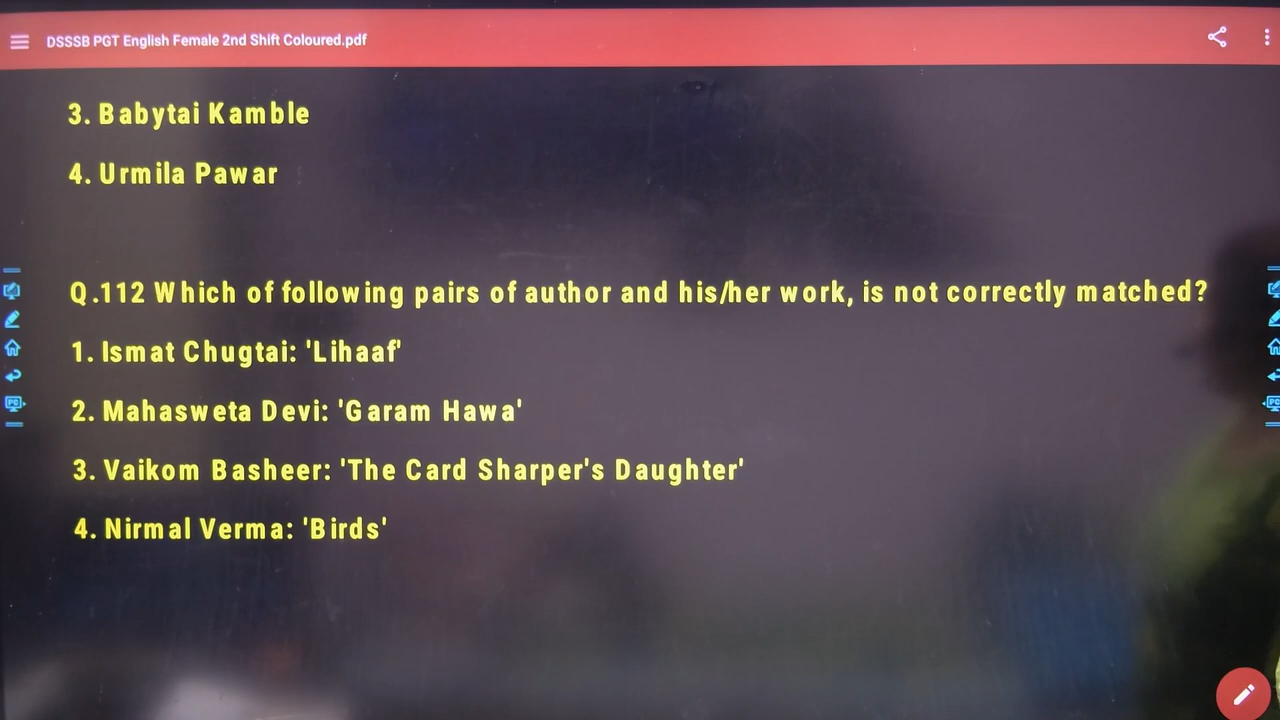 DSSSB PGT English Female 2nd Shift Coloured.pdf
3. Babytai Kamble
4. Urmila Pawar
Q.112 Which of following pairs of author and his/her work, is not correctly matched?
1. Ismat Chugtai: 'Lihaaf'
2. Mahasweta Devi: 'Garam Hawa'
3. Vaikom Basheer: 'The Card Sharper's Daughter'
4. Nirmal Verma: 'Birds'
PC
PC